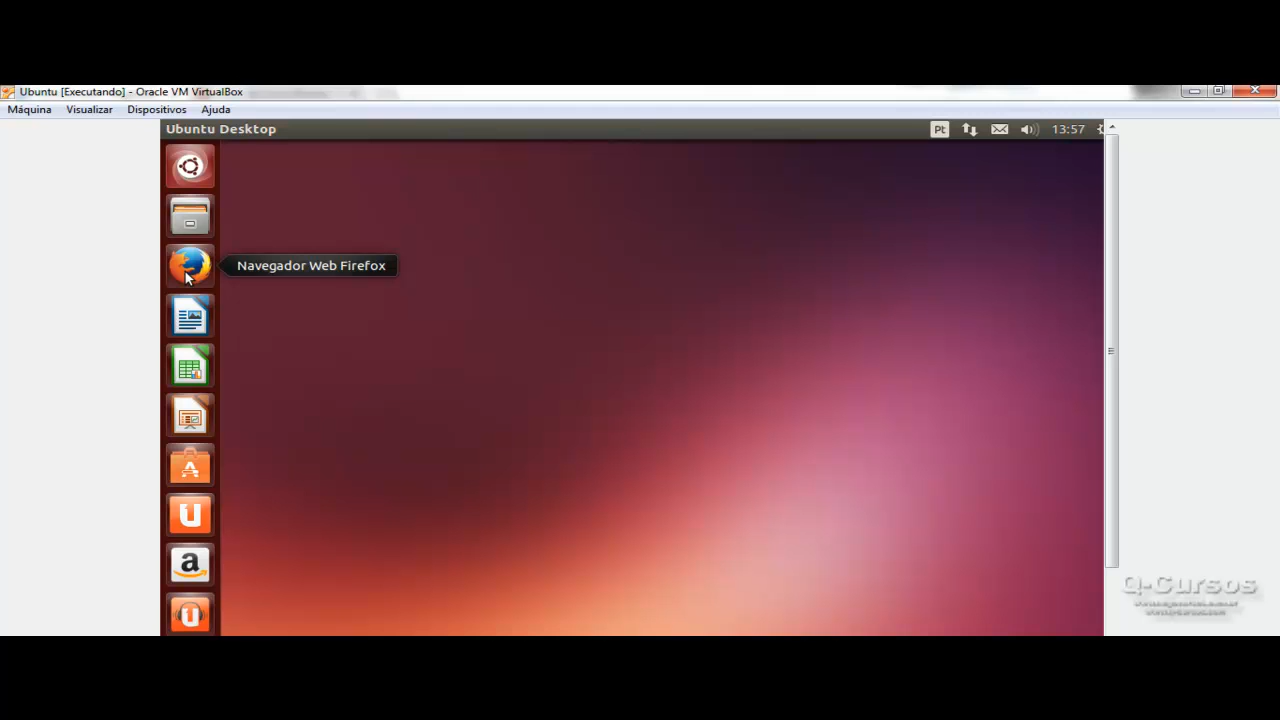 Ubuntu [Executando] - Oracle VM VirtualBox
Máquina Visualizar Dispositivos Ajuda
Ubuntu Desktop
Pt
13:57
Navegador Web Firefox
Q-Cursos